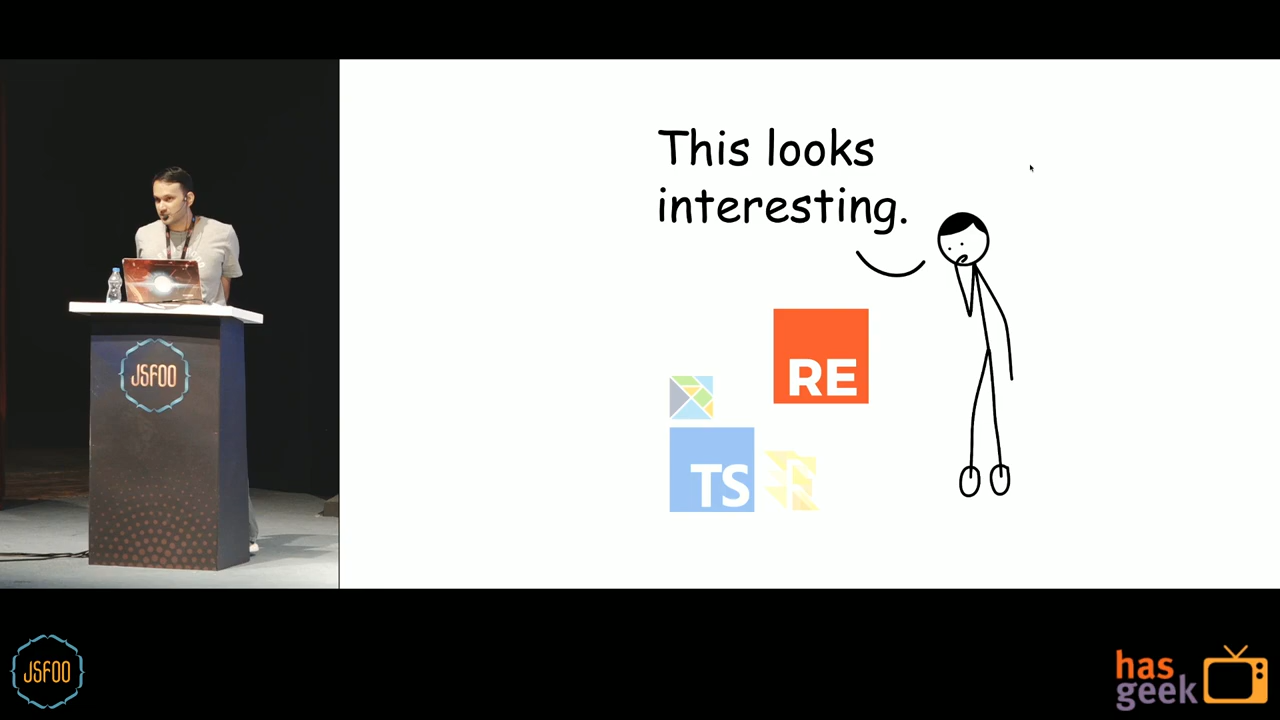 This looks
interesting.
RE
TS
JSFOO
JSFOO
has
geek